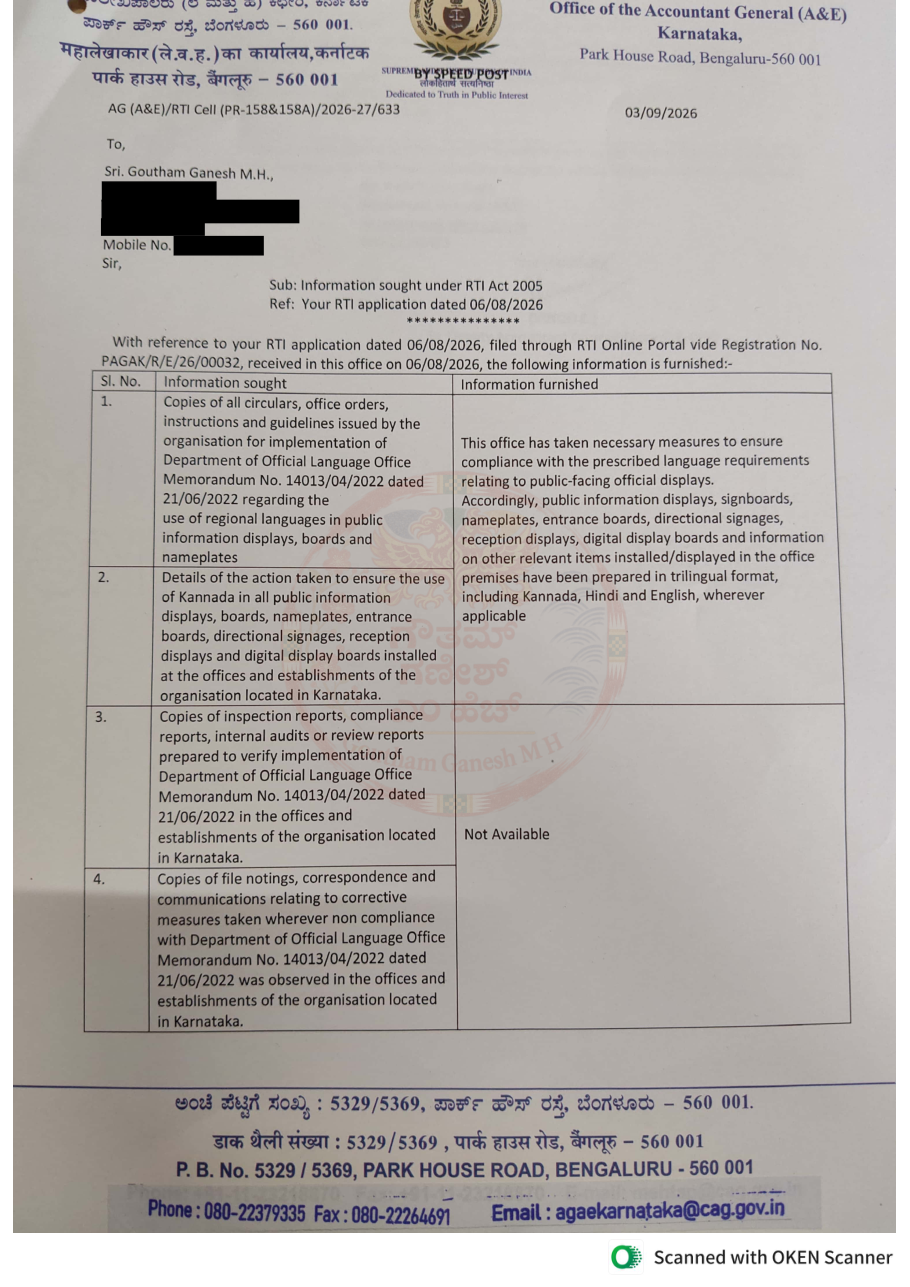 ಪಾರ್ಕ್ ಹೌಸ್ ರಸ್ತೆ, ಬೆಂಗಳೂರು – 560 001.
महालेखाकार(ले.व.ह.)का कार्यालय,कर्नाटक
पार्क हाउस रोड, बैंगलूरु – 560 001
SUPREME INDIA
BY SPEED POST
लोकहितार्थ सत्यनिष्ठा
Dedicated to Truth in Public Interest
Office of the Accountant General (A&E)
Karnataka,
Park House Road, Bengaluru-560 001
AG (A&E)/RTI Cell (PR-158&158A)/2026-27/633
03/09/2026
To,
Sri. Goutham Ganesh M.H.,
Mobile No.
Sir,
Sub: Information sought under RTI Act 2005
Ref: Your RTI application dated 06/08/2026
***************
With reference to your RTI application dated 06/08/2026, filed through RTI Online Portal vide Registration No.
PAGAK/R/E/26/00032, received in this office on 06/08/2026, the following information is furnished:-
Sl. No. Information sought Information furnished
1.
Copies of all circulars, office orders,
instructions and guidelines issued by the
organisation for implementation of
Department of Official Language Office
Memorandum No. 14013/04/2022 dated
21/06/2022 regarding the
use of regional languages in public
information displays, boards and
nameplates
2.
Details of the action taken to ensure the use
of Kannada in all public information
displays, boards, nameplates, entrance
boards, directional signages, reception
displays and digital display boards installed
at the offices and establishments of the
organisation located in Karnataka.
This office has taken necessary measures to ensure
compliance with the prescribed language requirements
relating to public-facing official displays.
Accordingly, public information displays, signboards,
nameplates, entrance boards, directional signages,
reception displays, digital display boards and information
on other relevant items installed/displayed in the office
premises have been prepared in trilingual format,
including Kannada, Hindi and English, wherever
applicable
3.
Copies of inspection reports, compliance
reports, internal audits or review reports
prepared to verify implementation of
Department of Official Language Office
Memorandum No. 14013/04/2022 dated
21/06/2022 in the offices and
establishments of the organisation located
in Karnataka.
4.
Copies of file notings, correspondence and
communications relating to corrective
measures taken wherever non compliance
with Department of Official Language Office
Memorandum No. 14013/04/2022 dated
21/06/2022 was observed in the offices and
establishments of the organisation located
in Karnataka.
Not Available
ಗೌತಮ್
ಗಣೇಶ್
ಎಂ ಹೆಚ್
Goutham Ganesh M H
ಅಂಚೆ ಪೆಟ್ಟಿಗೆ ಸಂಖ್ಯೆ : 5329/5369, ಪಾರ್ಕ್ ಹೌಸ್ ರಸ್ತೆ, ಬೆಂಗಳೂರು – 560 001.
डाक थैली संख्या : 5329/5369 , पार्क हाउस रोड, बैंगलूरु – 560 001
P. B. No. 5329 / 5369, PARK HOUSE ROAD, BENGALURU - 560 001
Phone : 080-22379335 Fax : 080-22264691 Email : agaekarnataka@cag.gov.in
Scanned with OKEN Scanner